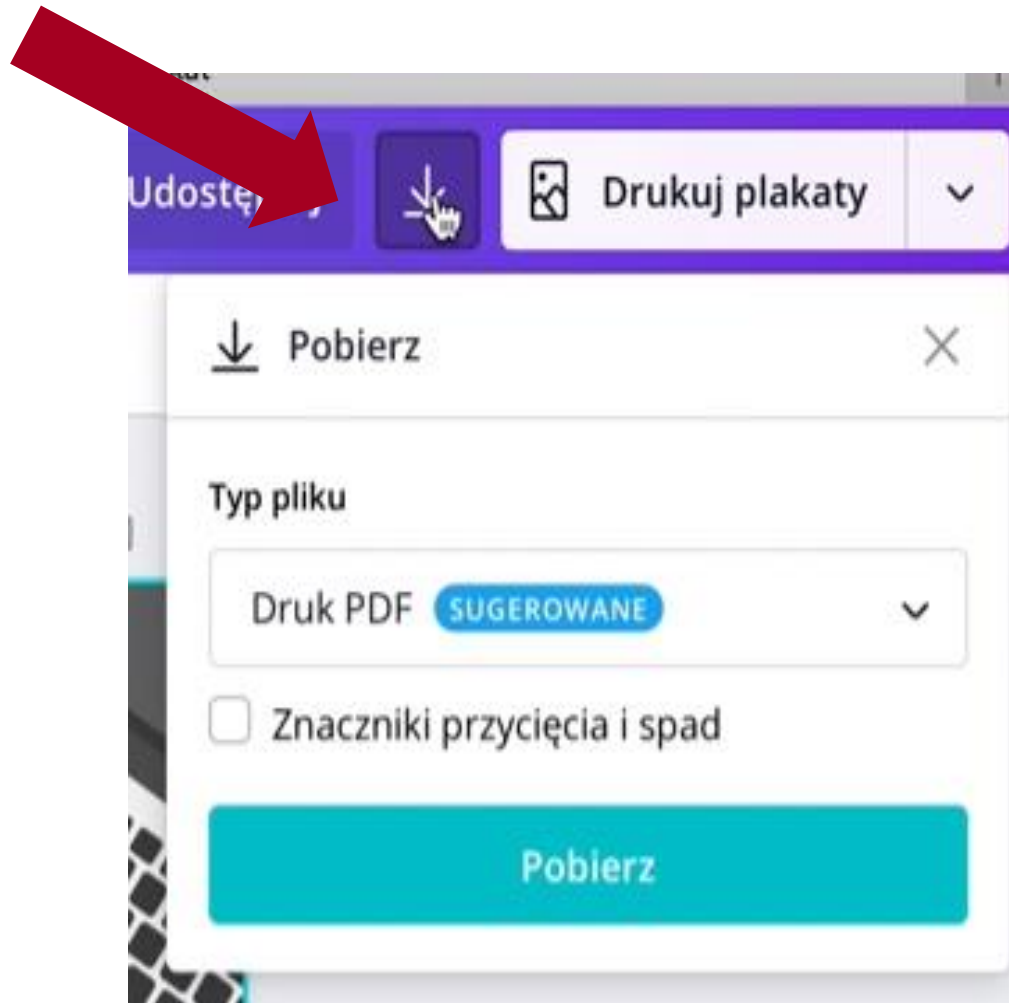 Drukuj plakaty
Pobierz
Typ pliku
Druk PDF SUGEROWANE
Znaczniki przycięcia i spad
Pobierz